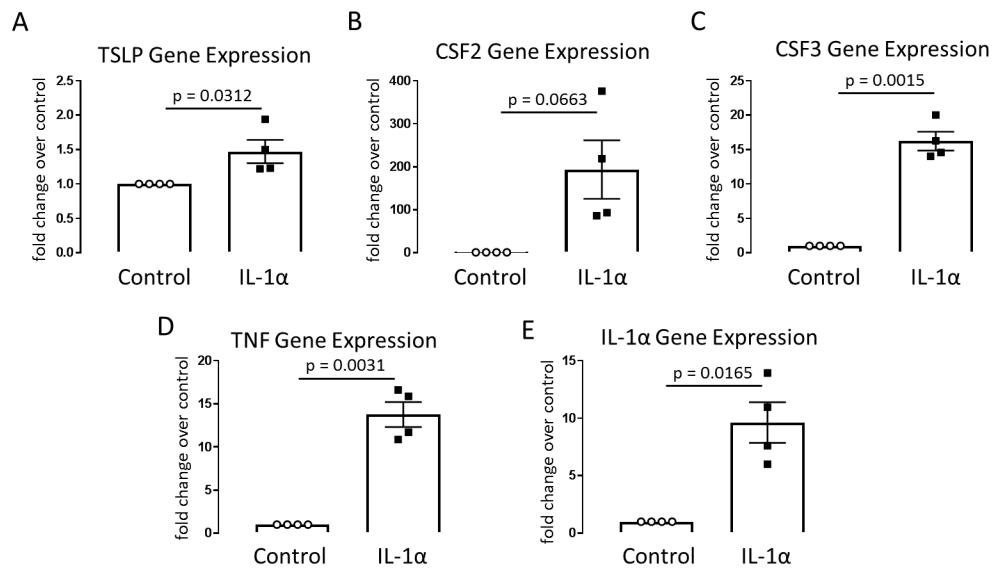 A
TSLP Gene Expression
fold change over control
2.5
2.0
1.5
1.0
0.5
0.0
p = 0.0312
Control
IL-1α
B
CSF2 Gene Expression
fold change over control
400
300
200
100
0
p = 0.0663
Control
IL-1α
C
CSF3 Gene Expression
fold change over control
25
20
15
10
5
0
p = 0.0015
Control
IL-1α
D
TNF Gene Expression
fold change over control
20
15
10
5
0
p = 0.0031
Control
IL-1α
E
IL-1α Gene Expression
fold change over control
15
10
5
0
p = 0.0165
Control
IL-1α